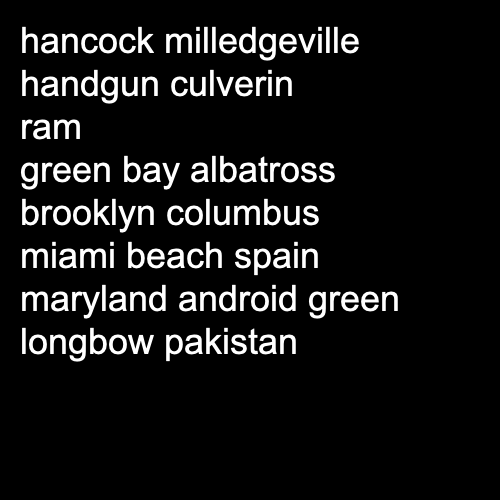 hancock milledgeville
handgun culverin
ram
green bay albatross
brooklyn columbus
miami beach spain
maryland android green
longbow pakistan